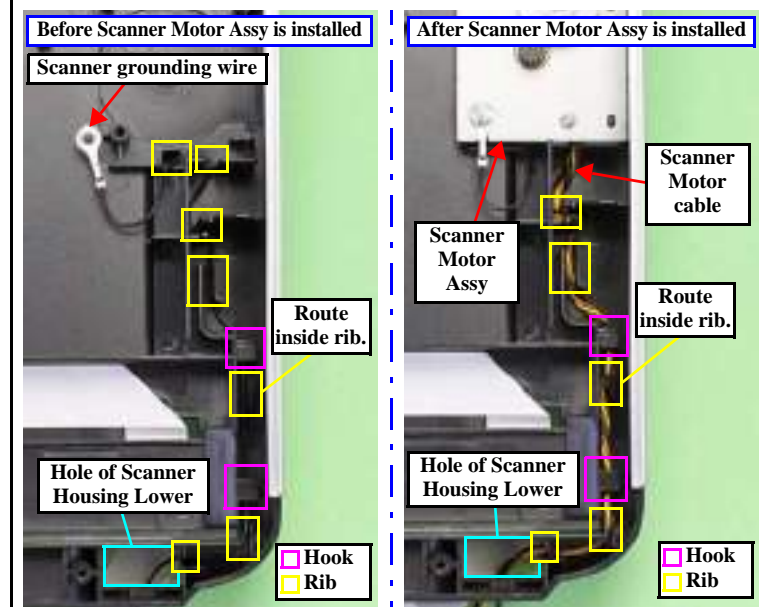 Before Scanner Motor Assy is installed
Scanner grounding wire
Route
inside rib.
Hole of Scanner
Housing Lower
Hook
Rib
After Scanner Motor Assy is installed
Scanner
Motor
cable
Scanner
Motor
Assy
Route
inside rib.
Hole of Scanner
Housing Lower
Hook
Rib